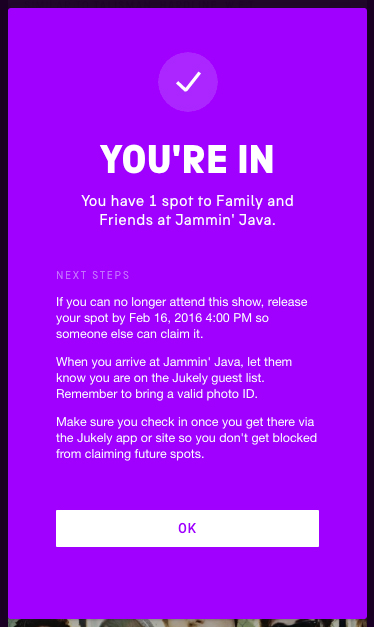 YOU'RE IN
You have 1 spot to Family and
Friends at Jammin' Java.
NEXT STEPS
If you can no longer attend this show, release
your spot by Feb 16, 2016 4:00 PM so
someone else can claim it.
When you arrive at Jammin' Java, let them
know you are on the Jukely guest list.
Remember to bring a valid photo ID.
Make sure you check in once you get there via
the Jukely app or site so you don't get blocked
from claiming future spots.
OK